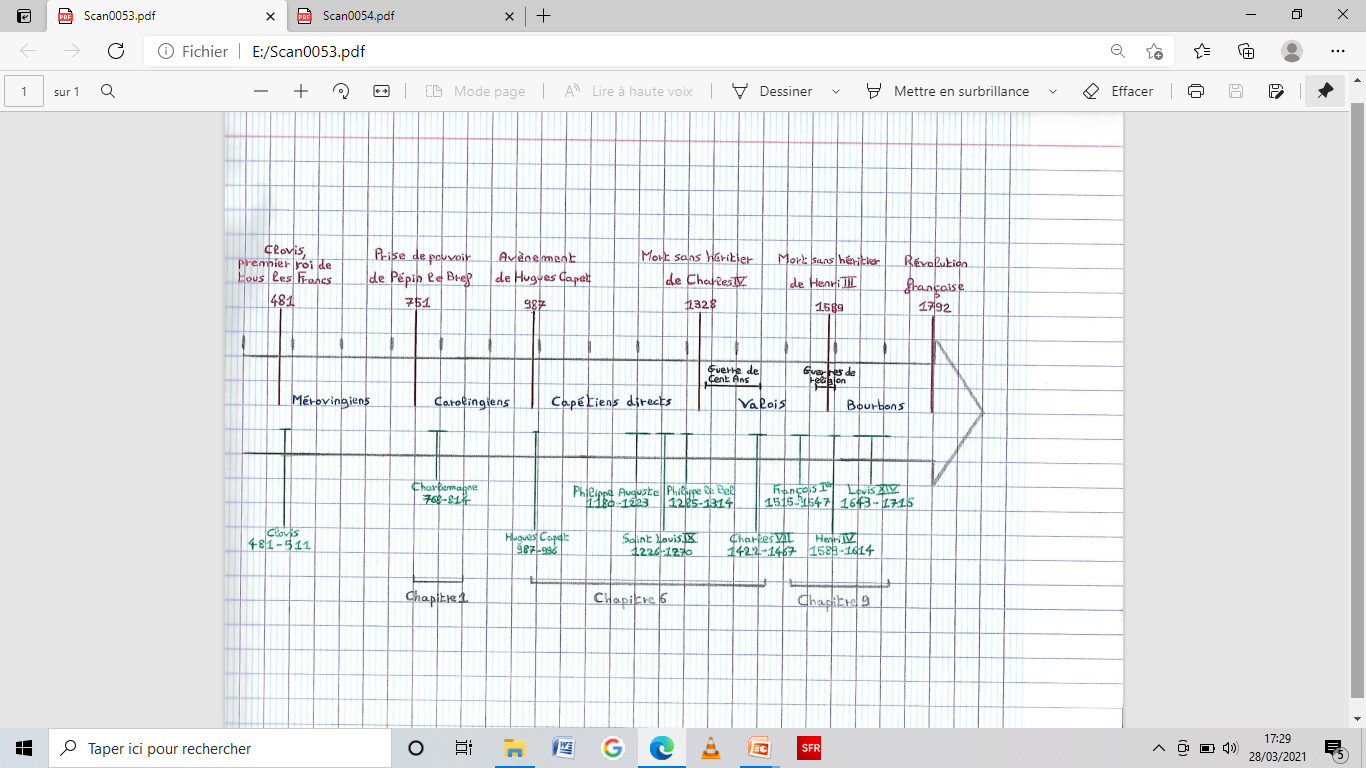 Scan0053.pdf
Scan0054.pdf
Fichier
E:/Scan0053.pdf
1
sur 1
Mode page
Lire à haute voix
Dessiner
Mettre en surbrillance
Effacer
Clovis,
premier roi de
tous les Francs
481
Prise de pouvoir
de Pépin le Bref
751
Avènement
de Hugues Capet
987
Mort sans héritier
de Charles IV
1328
Mort sans héritier
de Henri III
1589
Révolution
française
1792
Guerre de
Cent Ans
Guerres de
religion
Mérovingiens
Carolingiens
Capétiens directs
Valois
Bourbons
Charlemagne
768-814
Philippe Auguste
1180-1223
Philippe le Bel
1285-1314
François Ier
1515-1547
Louis XIV
1643-1715
Clovis
481-511
Hugues Capet
987-996
Saint Louis IX
1226-1270
Charles VII
1422-1467
Henri IV
1589-1614
Chapitre 1
Chapitre 6
Chapitre 9
Taper ici pour rechercher
SFR
17:29
28/03/2021
5